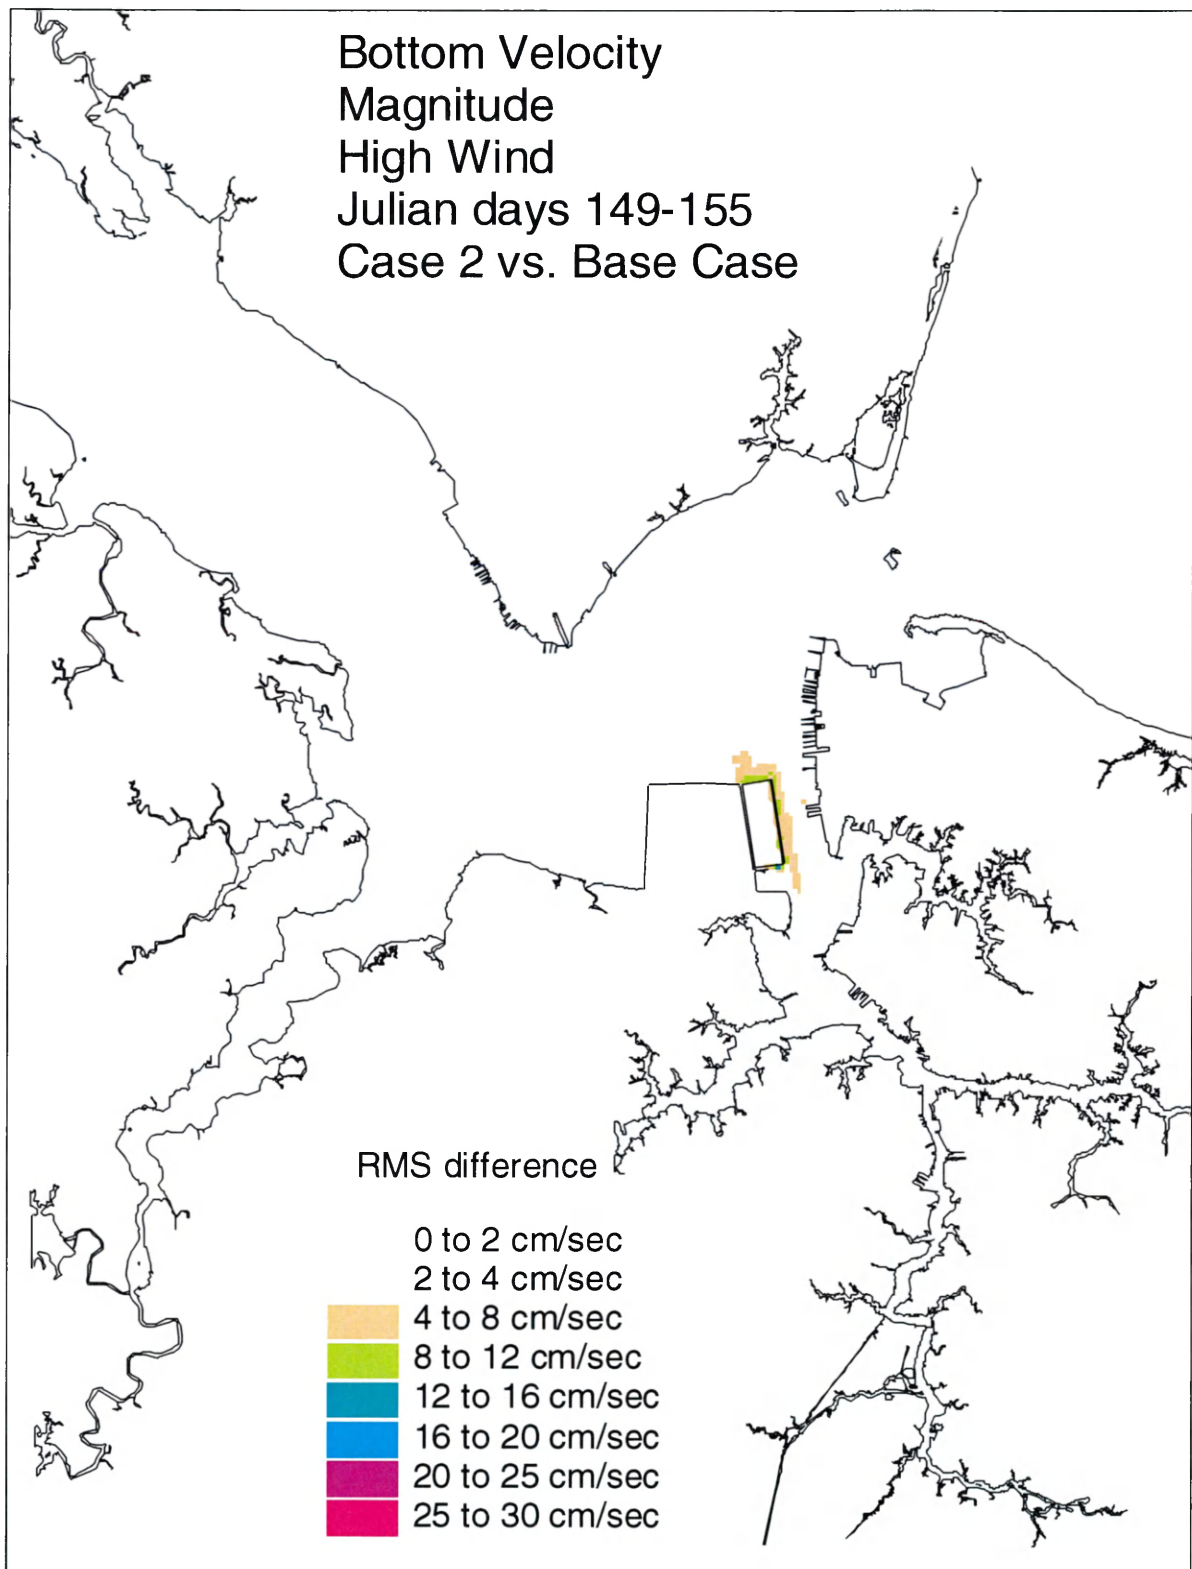 Bottom Velocity
Magnitude
High Wind
Julian days 149-155
Case 2 vs. Base Case
RMS difference
0 to 2 cm/sec
2 to 4 cm/sec
4 to 8 cm/sec
8 to 12 cm/sec
12 to 16 cm/sec
16 to 20 cm/sec
20 to 25 cm/sec
25 to 30 cm/sec